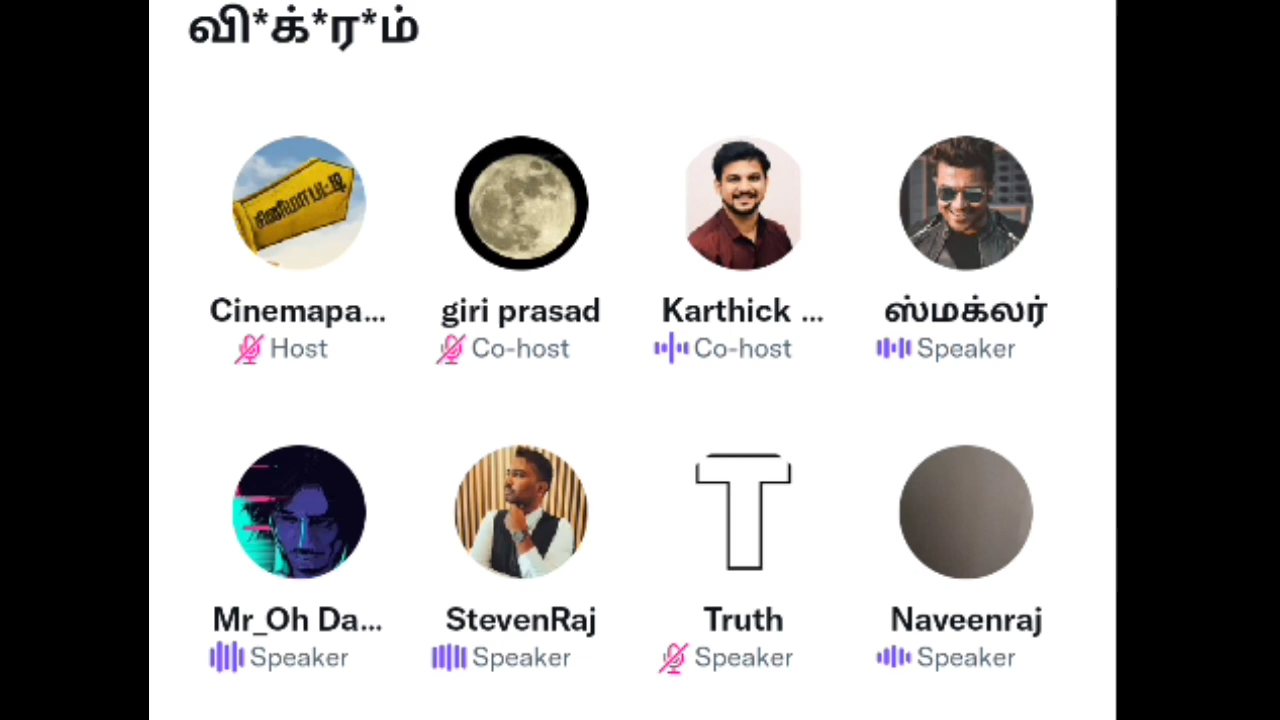 வி*க்*ர*ம்
சினிமாபட்டி
Cinemapa... giri prasad Karthick ... ஸ்மக்லர்
Host Co-host Co-host Speaker
T
Mr_Oh Da... StevenRaj Truth Naveenraj
Speaker Speaker Speaker Speaker